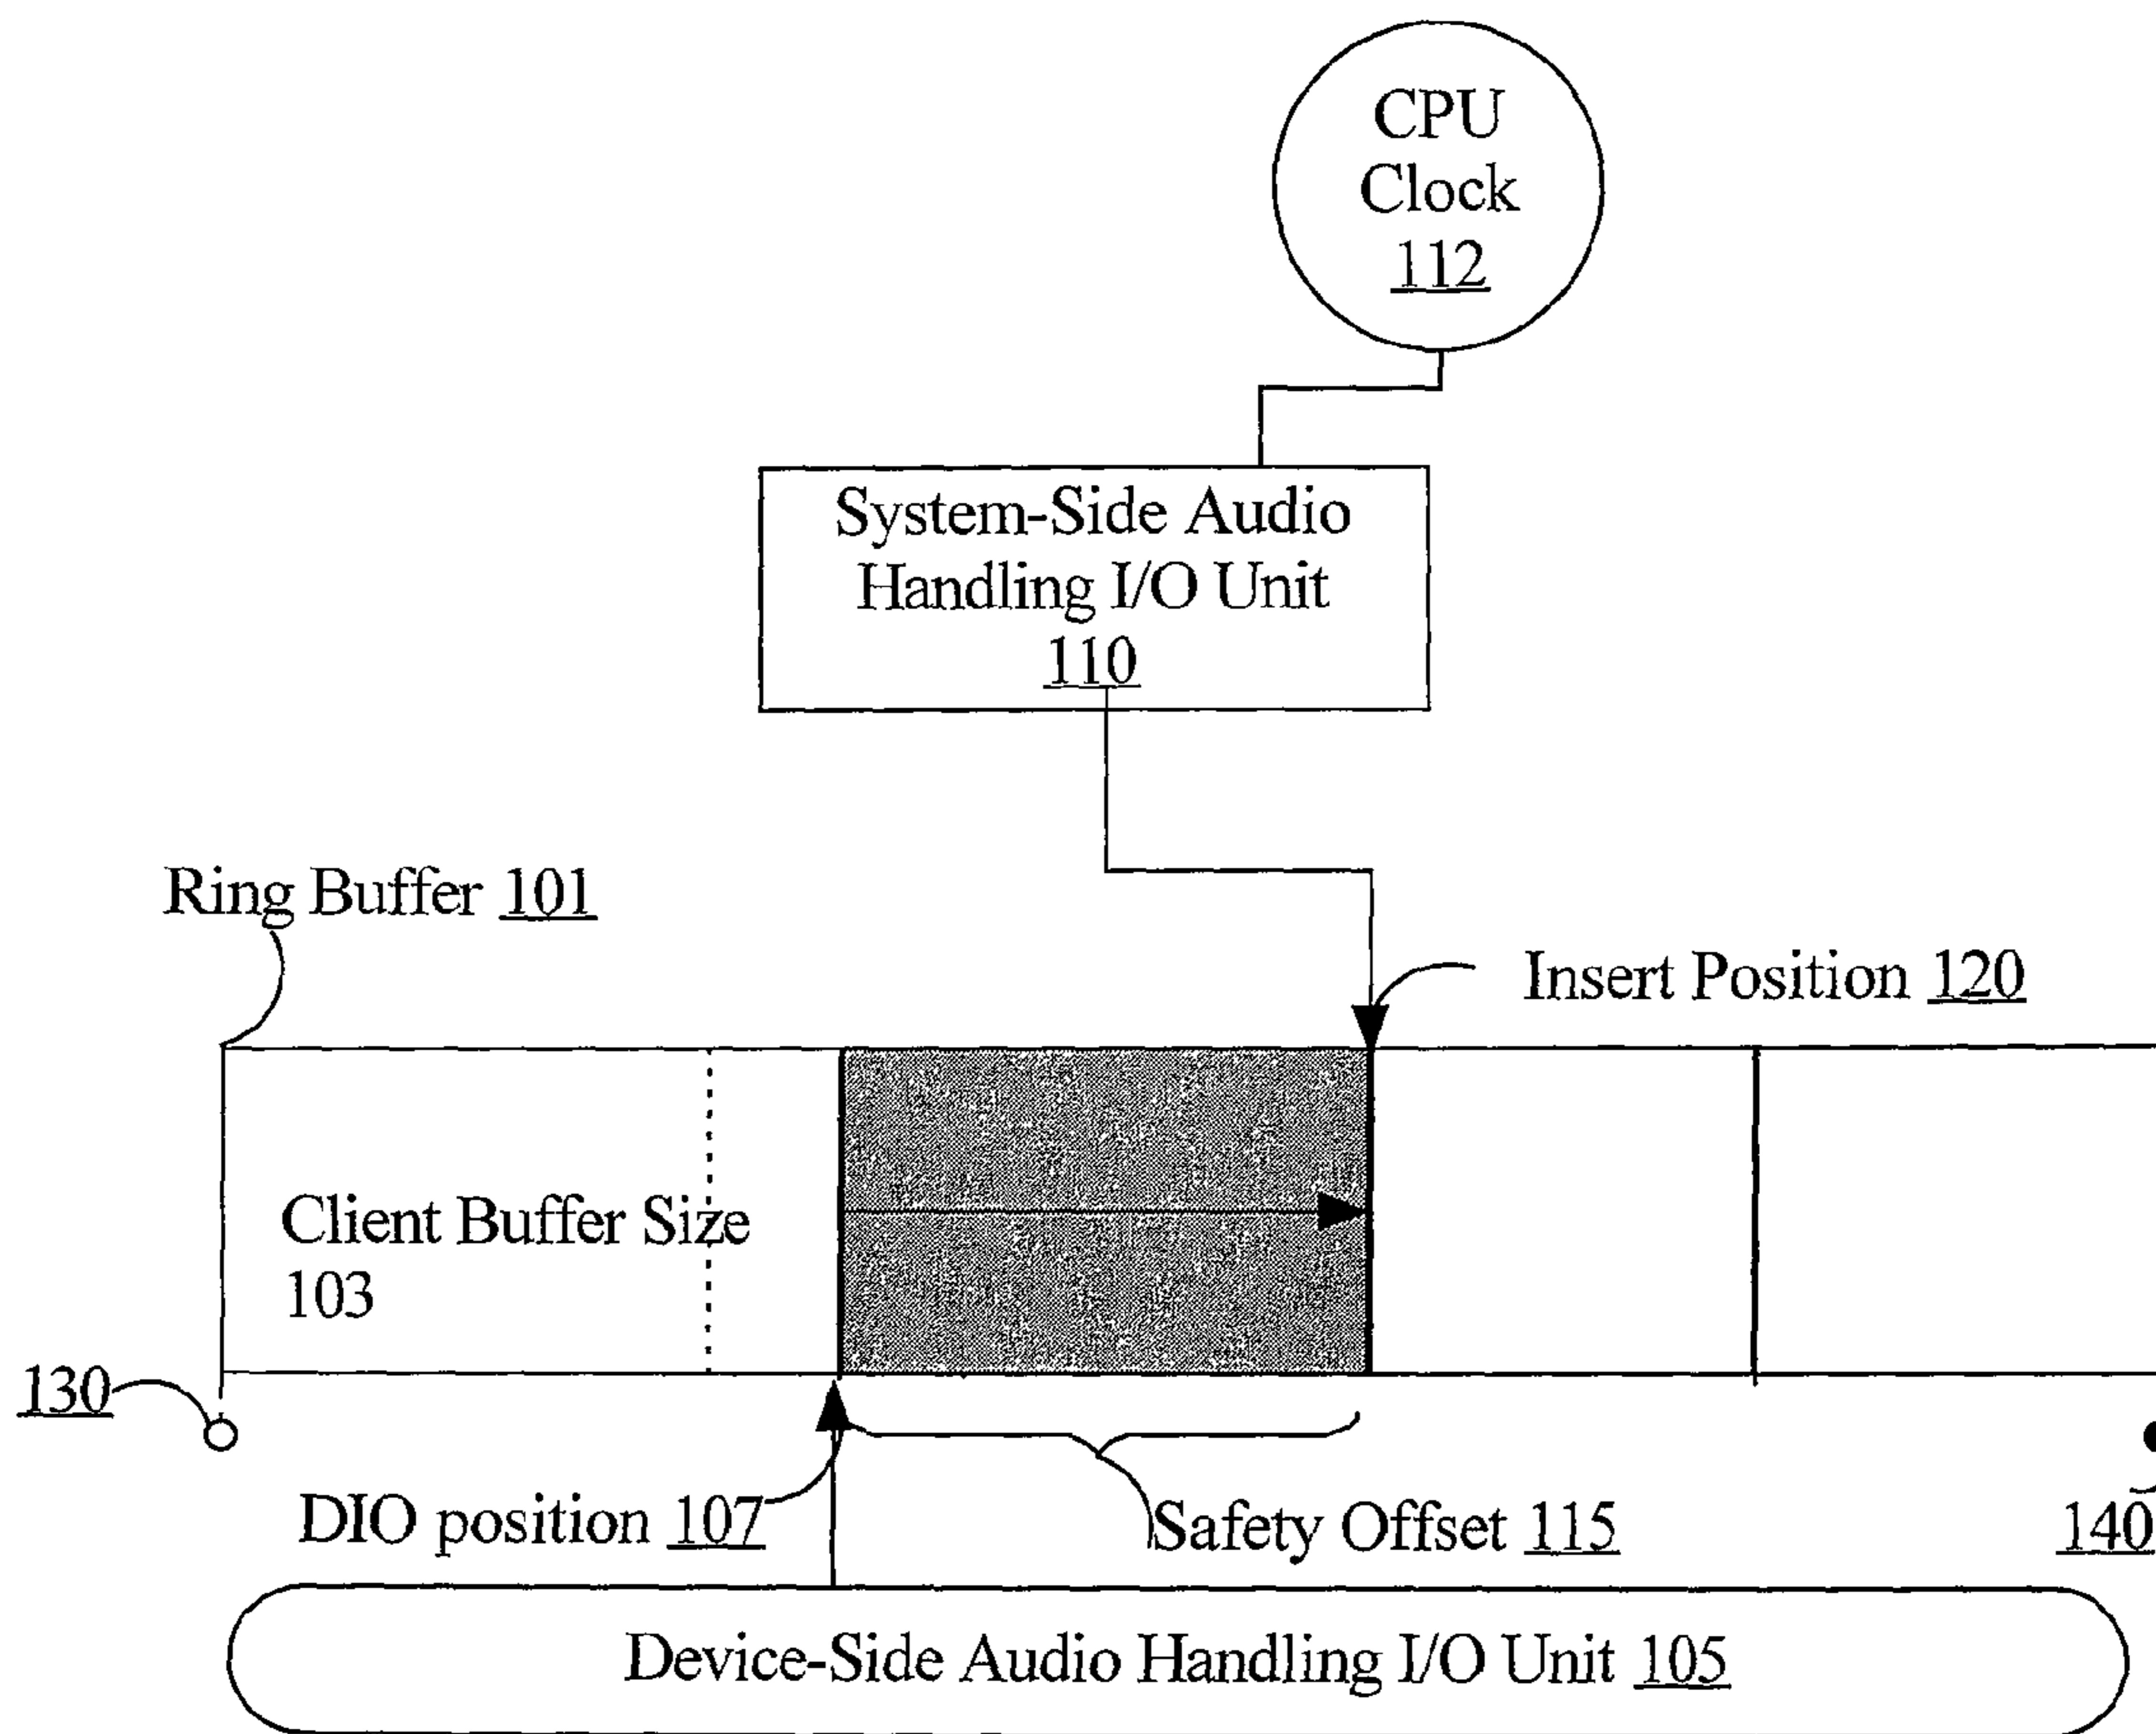 CPU
Clock
112
System-Side Audio
Handling I/O Unit
110
Ring Buffer 101
Insert Position 120
Client Buffer Size
103
130
DIO position 107
Safety Offset 115
140
Device-Side Audio Handling I/O Unit 105